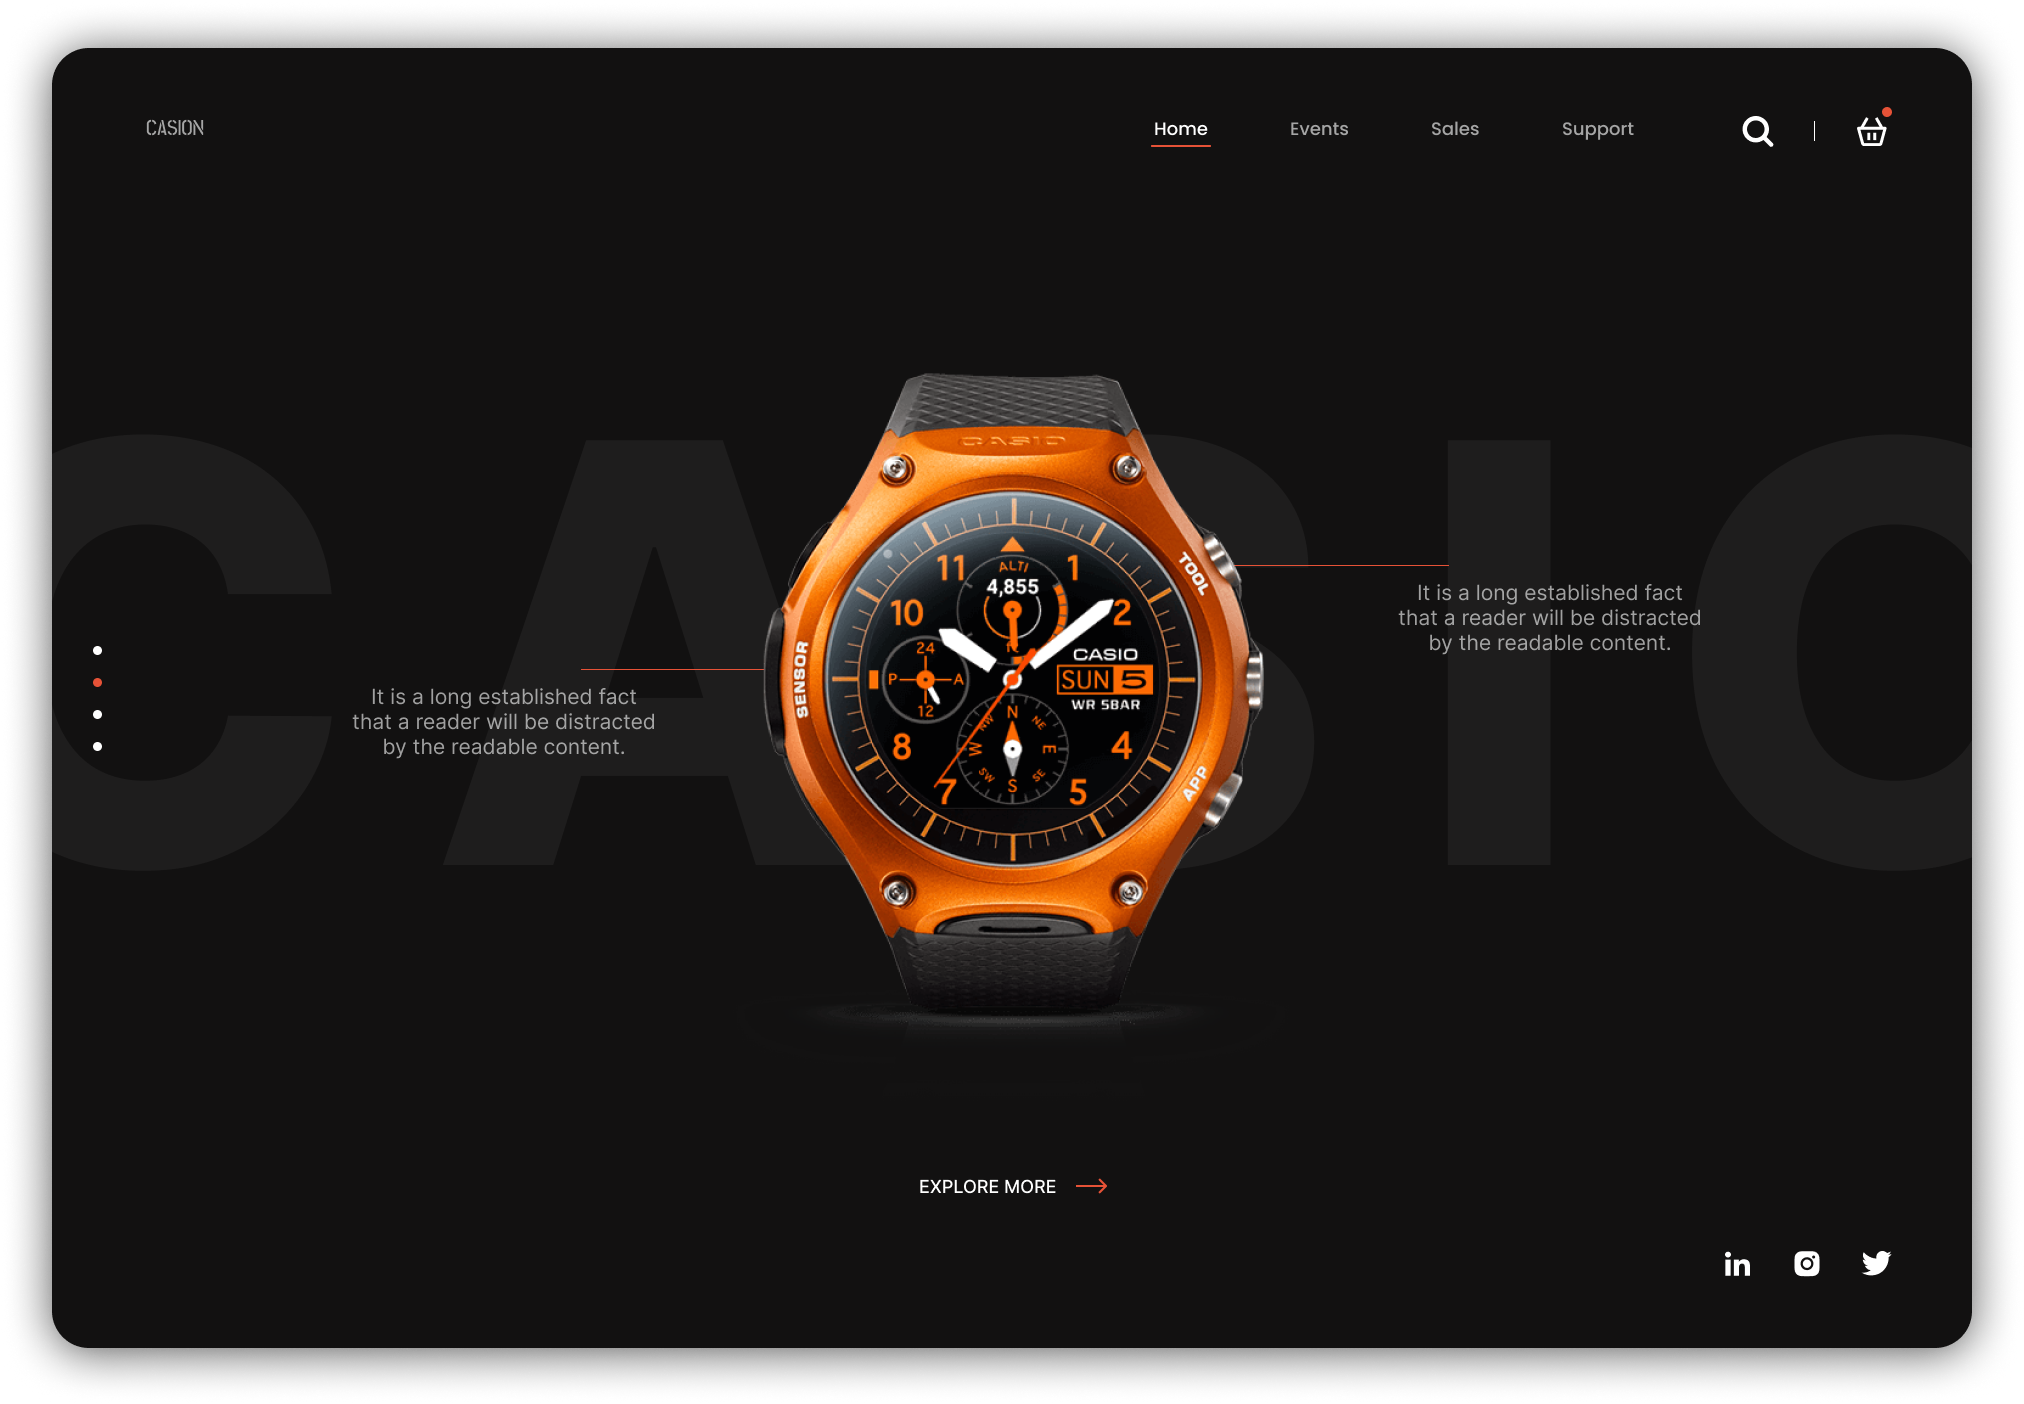 CASION
Home
Events
Sales
Support
CASIO
CASIO
TOOL
SENSOR
APP
11
1
10
2
8
4
7
5
ALTI
4,855
24
P
A
12
CASIO
SUN 5
WR 5BAR
N
NE
E
SE
S
SW
W
NW
It is a long established fact
that a reader will be distracted
by the readable content.
It is a long established fact
that a reader will be distracted
by the readable content.
EXPLORE MORE
in